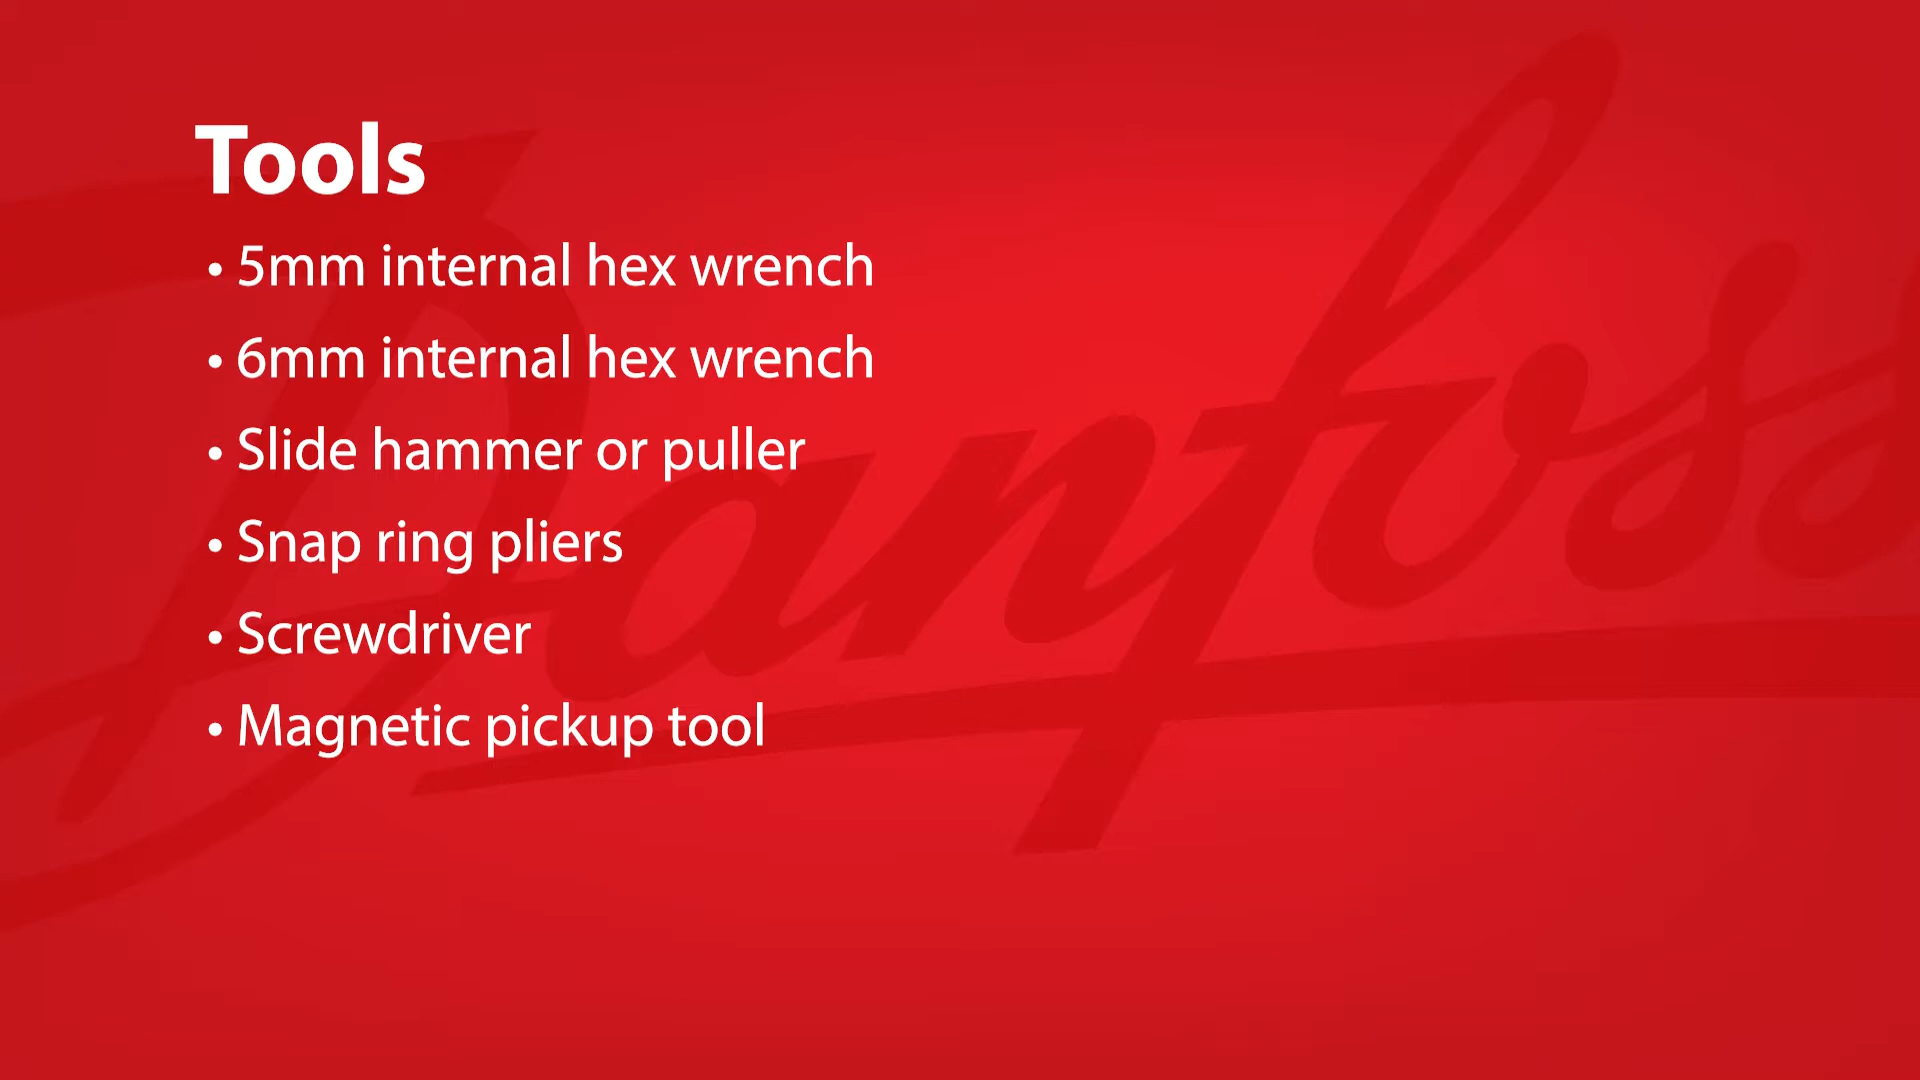 Tools
• 5mm internal hex wrench
• 6mm internal hex wrench
• Slide hammer or puller
• Snap ring pliers
• Screwdriver
• Magnetic pickup tool
Danfoss